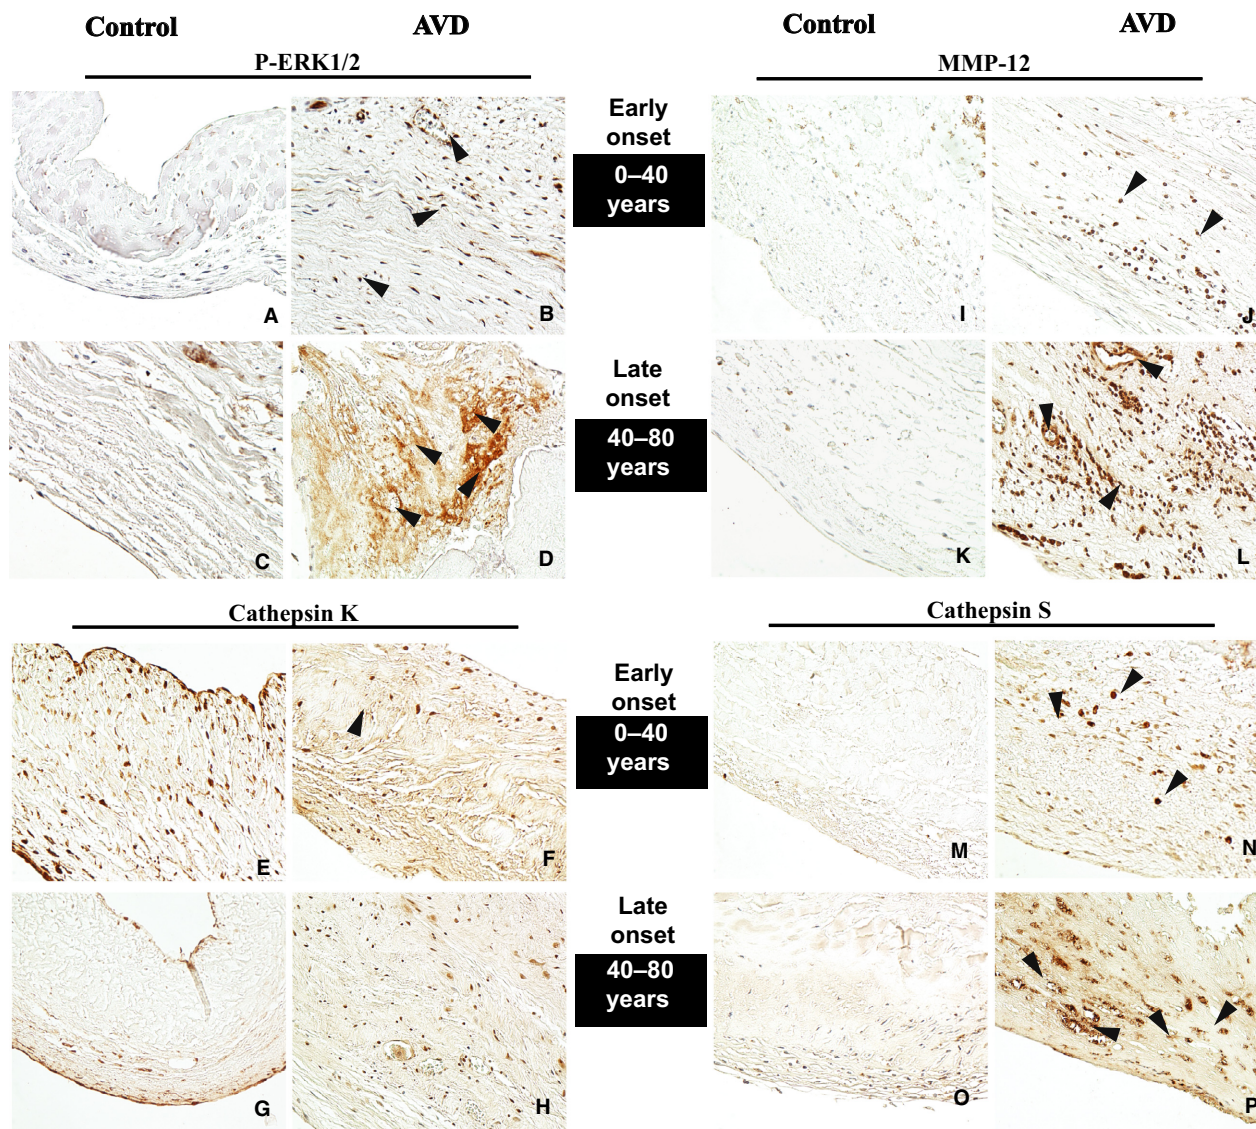 Control AVD
P-ERK1/2
A
B
Early
onset
0–40
years
C
D
Late
onset
40–80
years
Control AVD
MMP-12
I
J
K
L
Cathepsin K
E
F
Early
onset
0–40
years
G
H
Late
onset
40–80
years
Cathepsin S
M
N
O
P